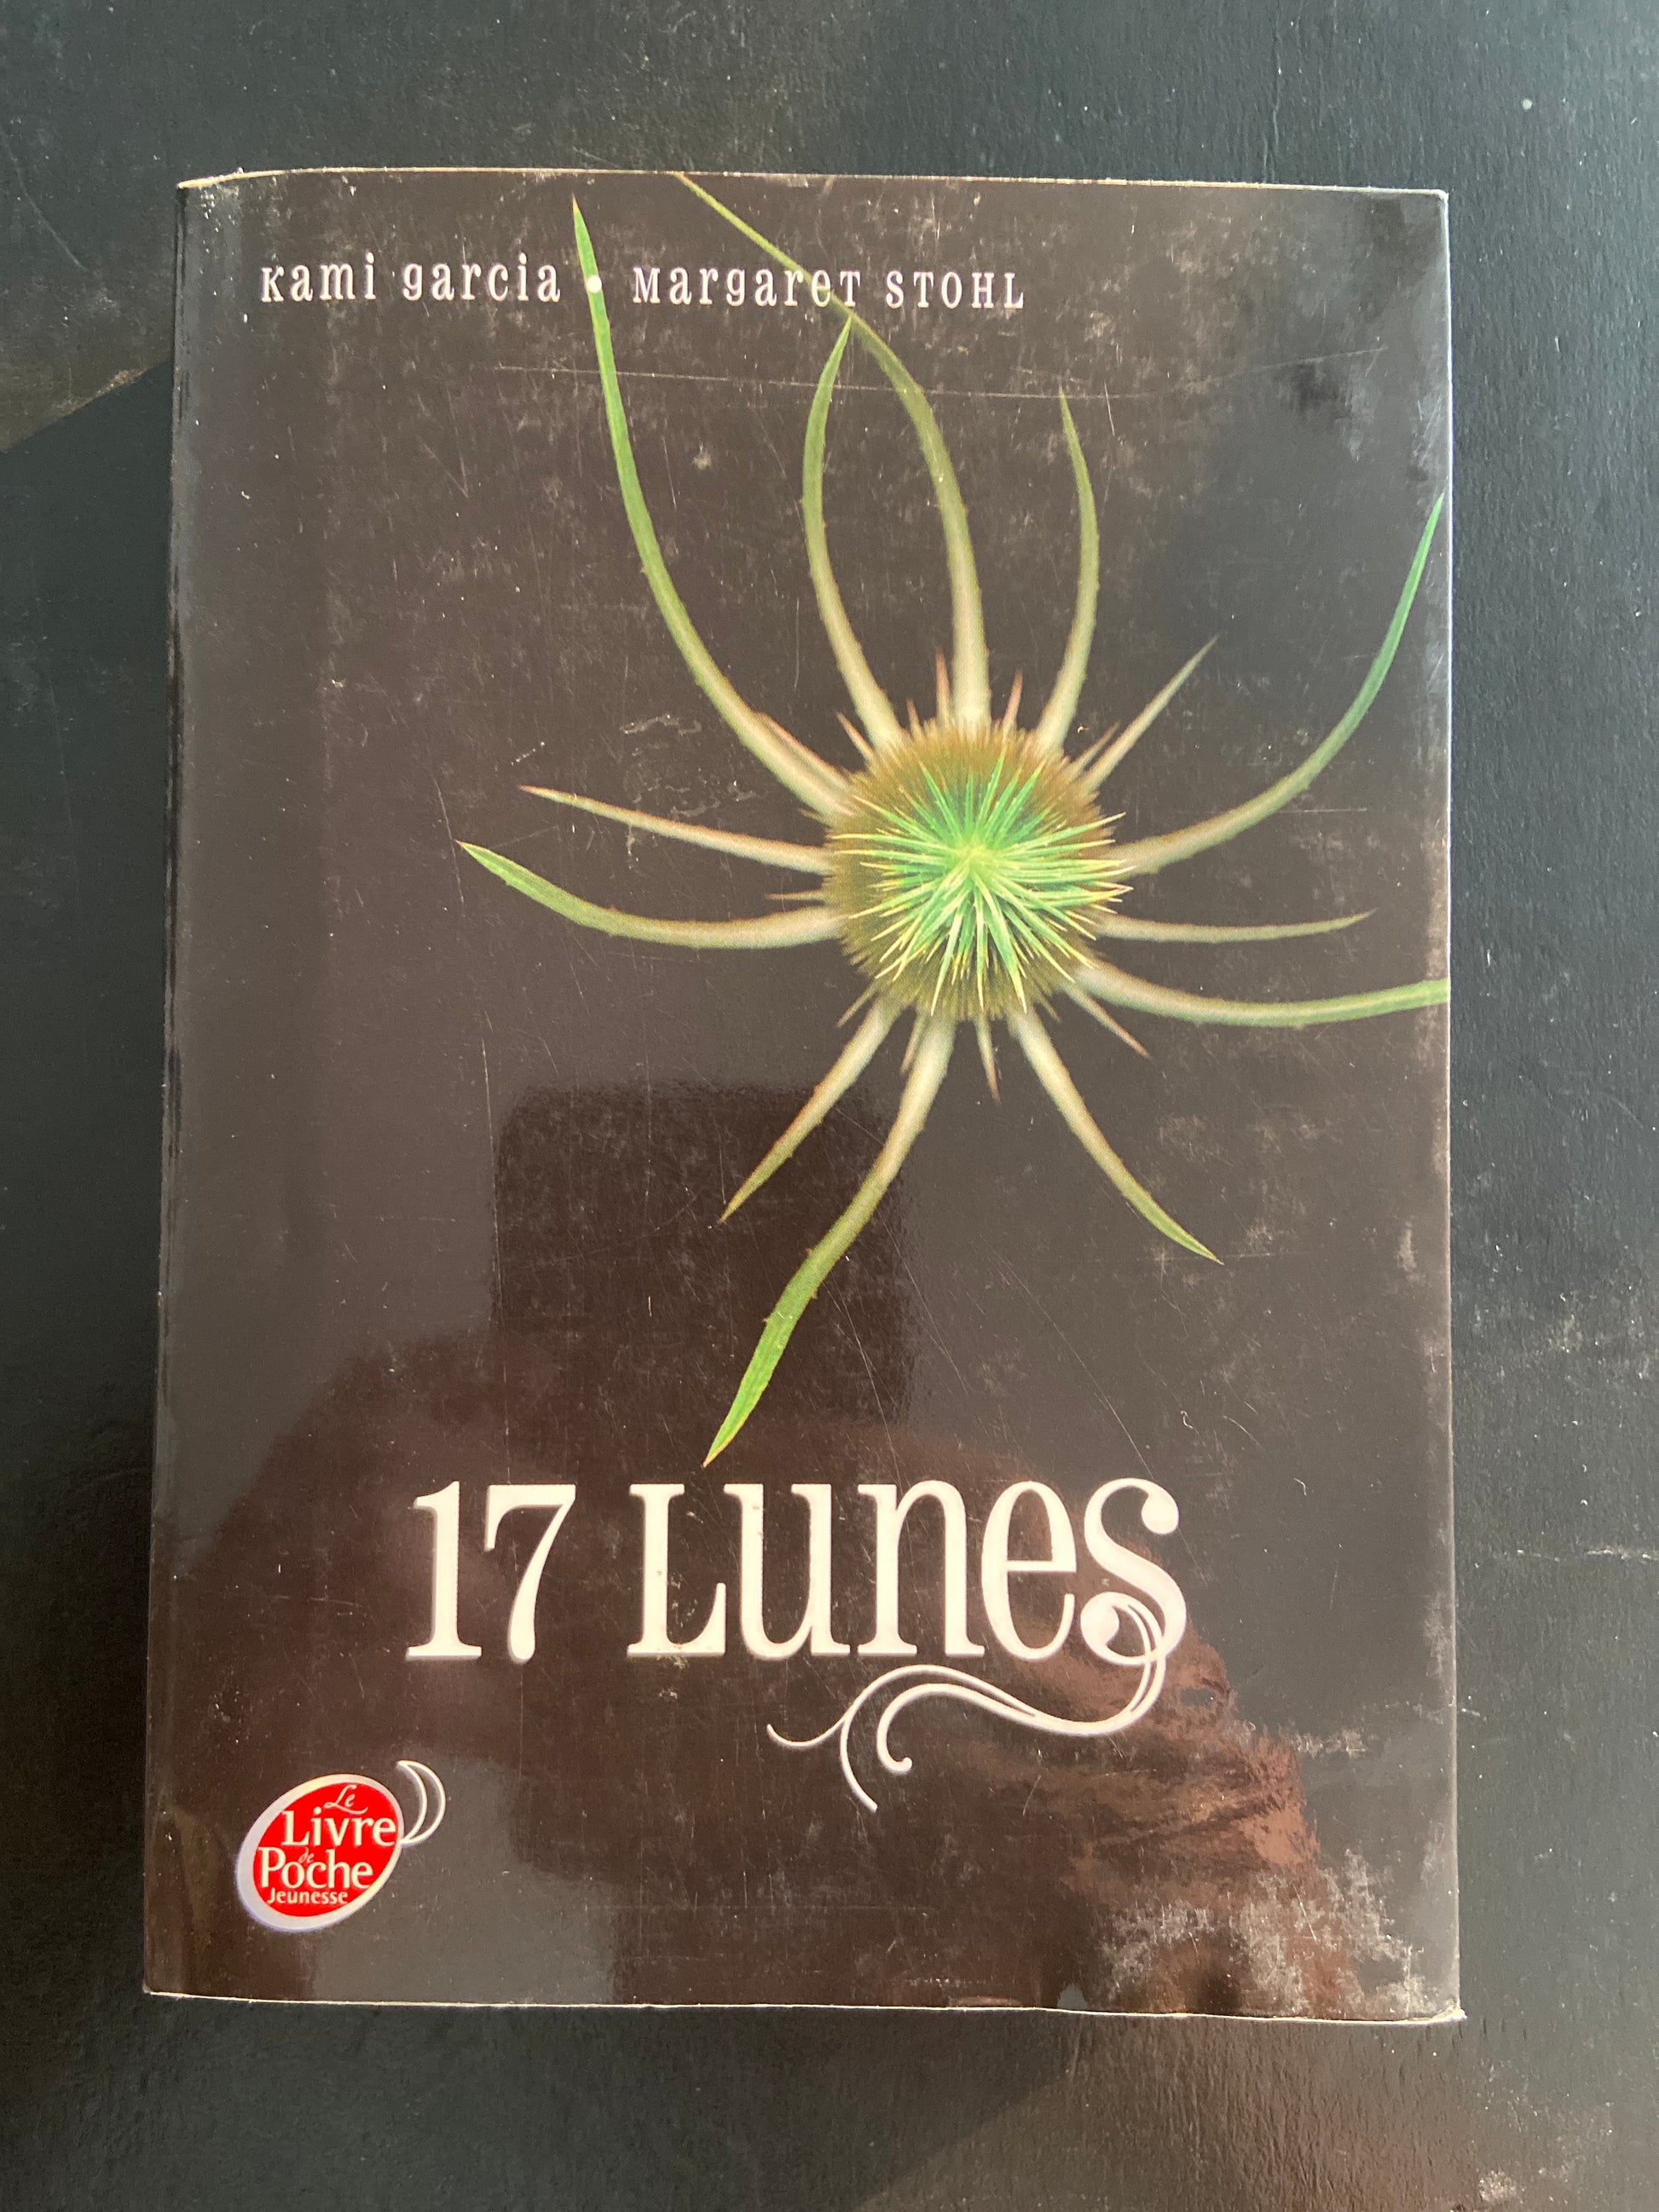 Kami Garcia • Margaret STOHL
17 Lunes
Le
Livre
de
Poche
Jeunesse